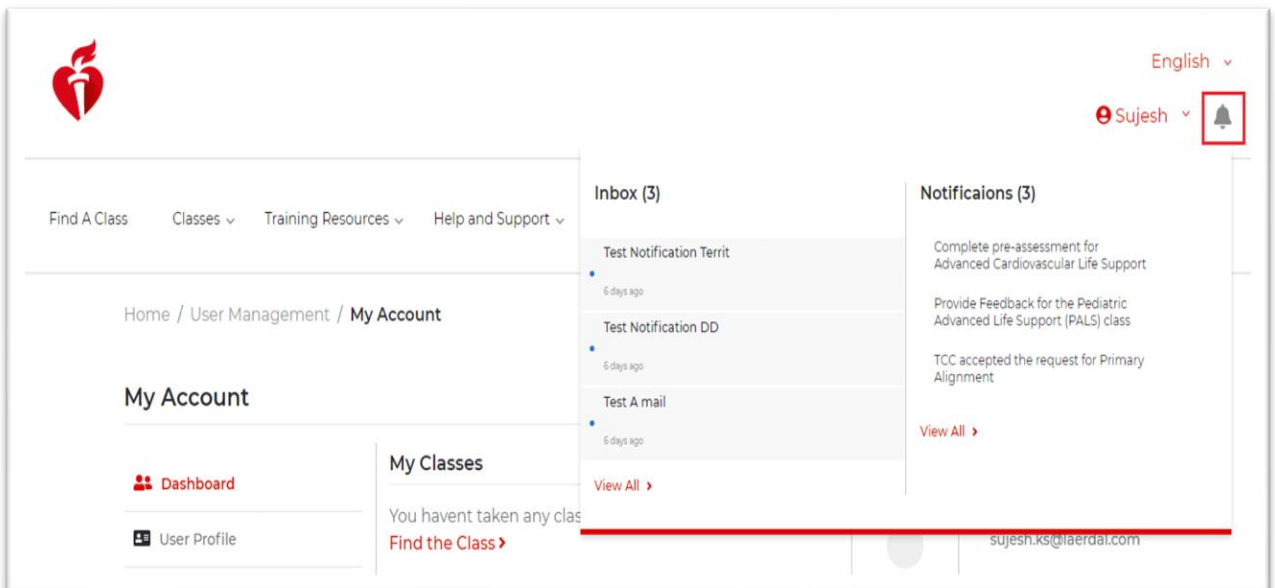 English
Sujesh
Find A Class Classes Training Resources Help and Support
Inbox (3)
Test Notification Territ
6 days ago
Test Notification DD
6 days ago
Test A mail
6 days ago
View All
Notificaions (3)
Complete pre-assessment for
Advanced Cardiovascular Life Support
Provide Feedback for the Pediatric
Advanced Life Support (PALS) class
TCC accepted the request for Primary
Alignment
View All
Home / User Management / My Account
My Account
Dashboard
User Profile
My Classes
You havent taken any clas
Find the Class
sujesh.ks@laerdal.com